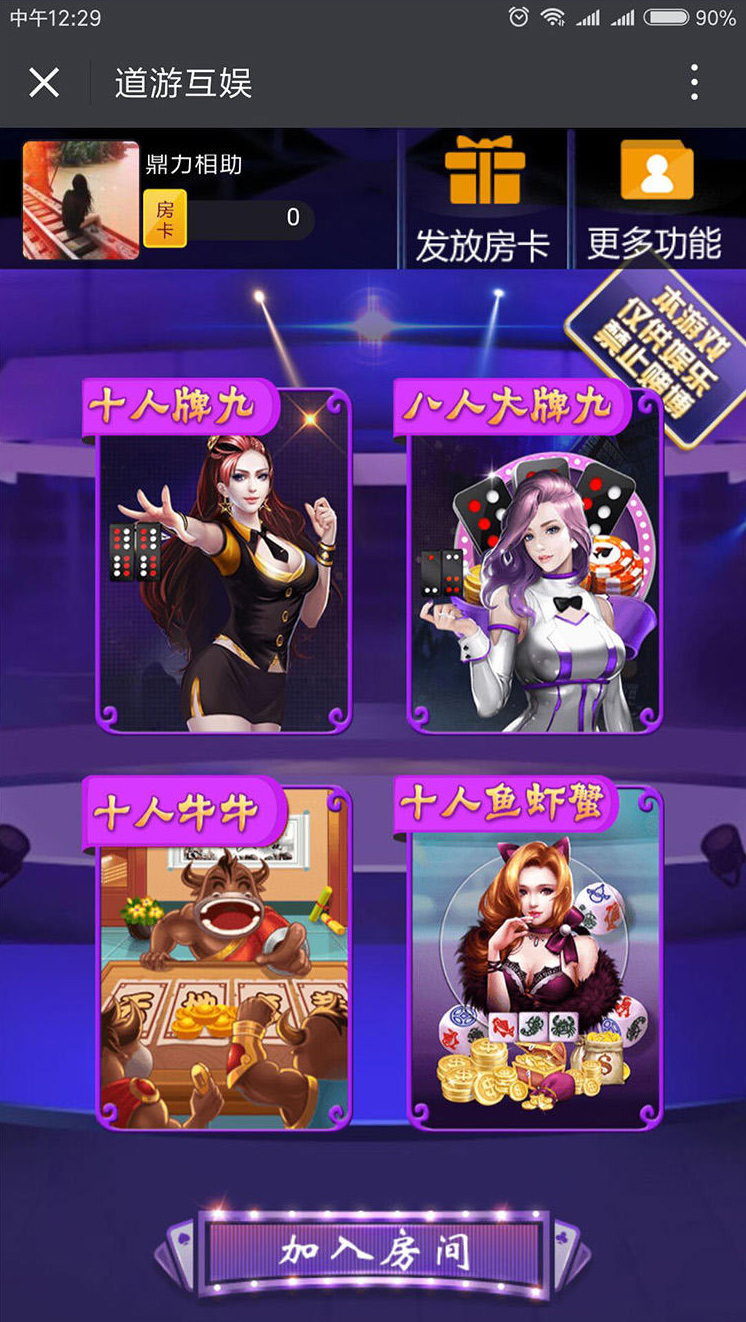 中午12:29
90%
道游互娱
鼎力相助
房卡
0
发放房卡
更多功能
本游戏
仅供娱乐
禁止赌博
十人牌九
八人大牌九
十人牛牛
十人鱼虾蟹
加入房间